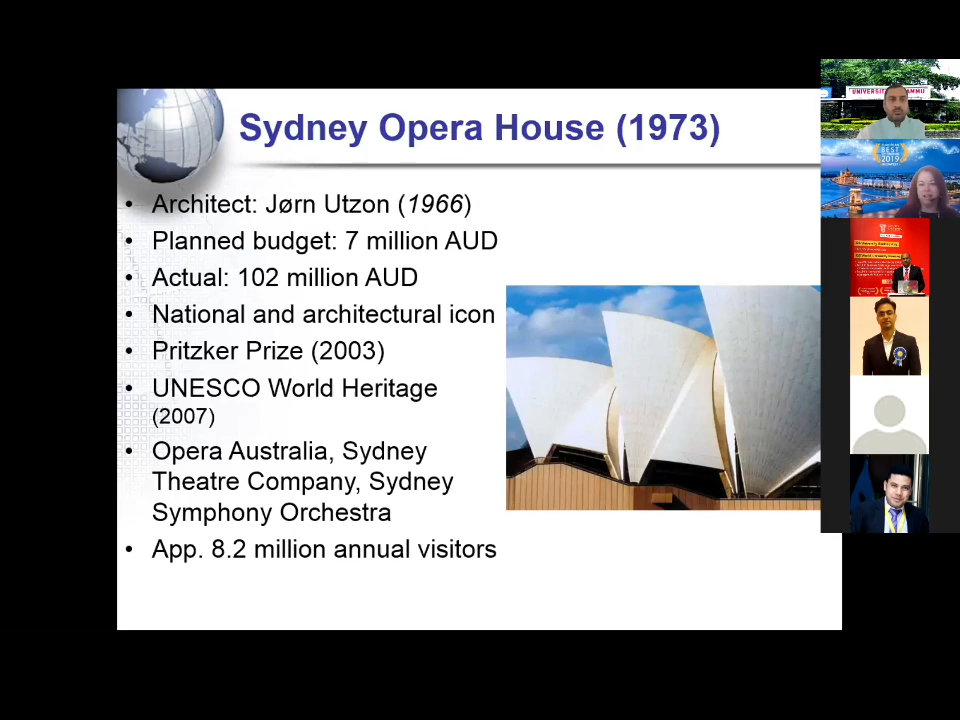 Sydney Opera House (1973)
• Architect: Jørn Utzon (1966)
• Planned budget: 7 million AUD
• Actual: 102 million AUD
• National and architectural icon
• Pritzker Prize (2003)
• UNESCO World Heritage
(2007)
• Opera Australia, Sydney
Theatre Company, Sydney
Symphony Orchestra
• App. 8.2 million annual visitors
BEST
2019